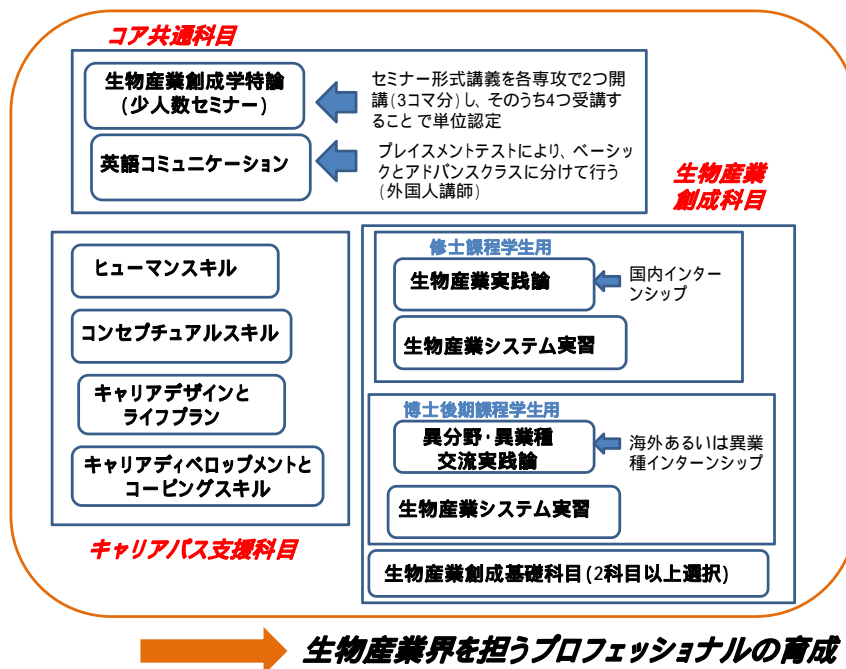 コア共通科目
生物産業創成学特論
(少人数セミナー)
セミナー形式講義を各専攻で2つ開
講(3コマ分)し、そのうち4つ受講す
ることで単位認定
英語コミュニケーション
プレイスメントテストにより、ベーシッ
クとアドバンスクラスに分けて行う
(外国人講師)
生物産業
創成科目
ヒューマンスキル
コンセプチュアルスキル
キャリアデザインと
ライフプラン
キャリアディベロップメントと
コーピングスキル
キャリアパス支援科目
修士課程学生用
生物産業実践論
国内インター
ンシップ
生物産業システム実習
博士後期課程学生用
異分野・異業種
交流実践論
海外あるいは異業
種インターンシップ
生物産業システム実習
生物産業創成基礎科目(2科目以上選択)
生物産業界を担うプロフェッショナルの育成